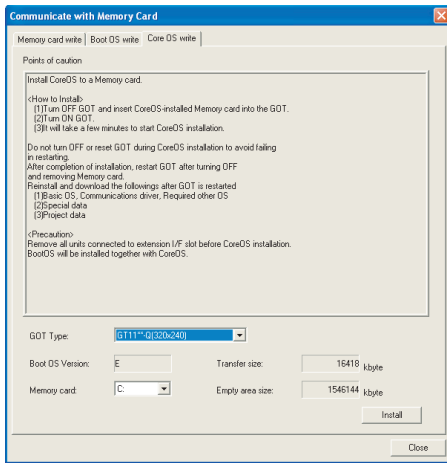 Communicate with Memory Card
Memory card write Boot OS write Core OS write
Points of caution
Install CoreOS to a Memory card.
<How to Install>
(1)Turn OFF GOT and insert CoreOS-installed Memory card into the GOT.
(2)Turn ON GOT.
(3)It will take a few minutes to start CoreOS installation.
Do not turn OFF or reset GOT during CoreOS installation to avoid failing
in restarting.
After completion of installation, restart GOT after turning OFF
and removing Memory card.
Reinstall and download the followings after GOT is restarted
(1)Basic OS, Communications driver, Required other OS
(2)Special data
(3)Project data
<Precaution>
Remove all units connected to extension I/F slot before CoreOS installation.
BootOS will be installed together with CoreOS.
GOT Type: GT11**-Q(320x240)
Boot OS Version: E Transfer size: 16418 kbyte
Memory card: C: Empty area size: 1546144 kbyte
Install
Close